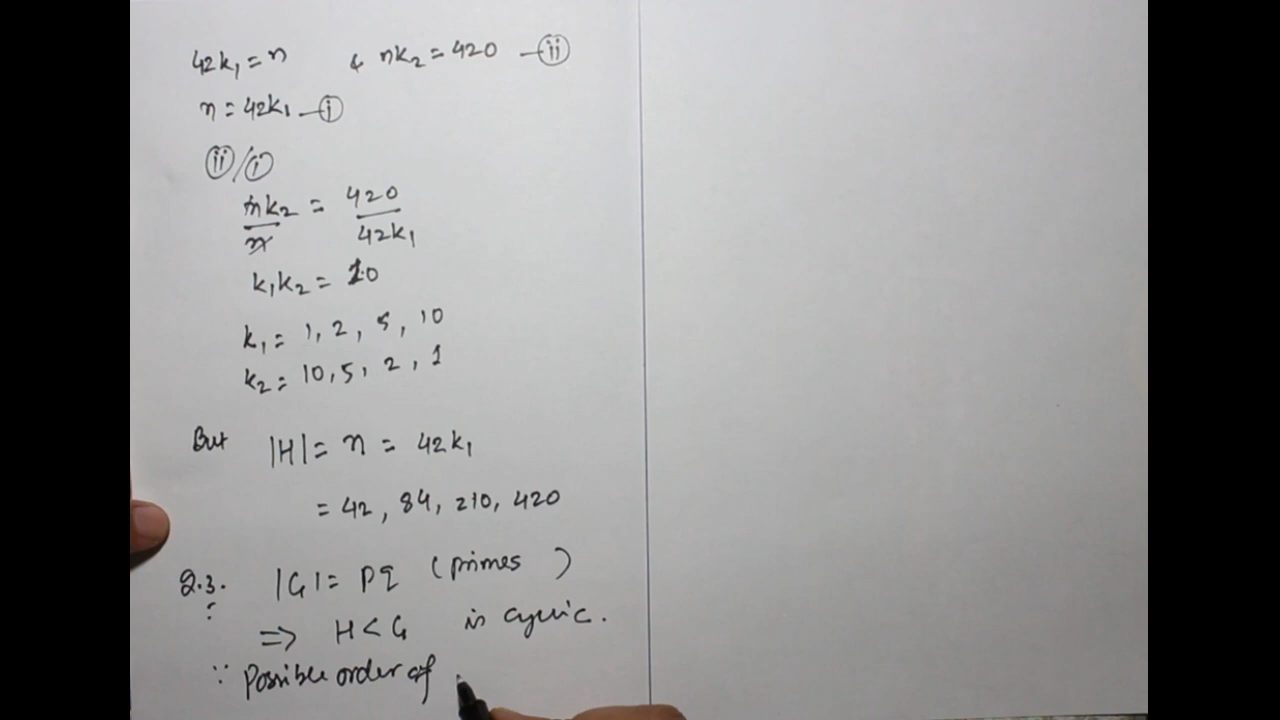 42k₁ = n & nk₂ = 420 — ii
n = 42k₁ — i
ii / i
nk₂/n = 420/42k₁
k₁k₂ = 10
k₁ = 1, 2, 5, 10
k₂ = 10, 5, 2, 1
But |H| = n = 42k₁
= 42, 84, 210, 420
Q.3. |G| = pq (primes )
⇒ H < G is cyclic.
∵ Possible order of